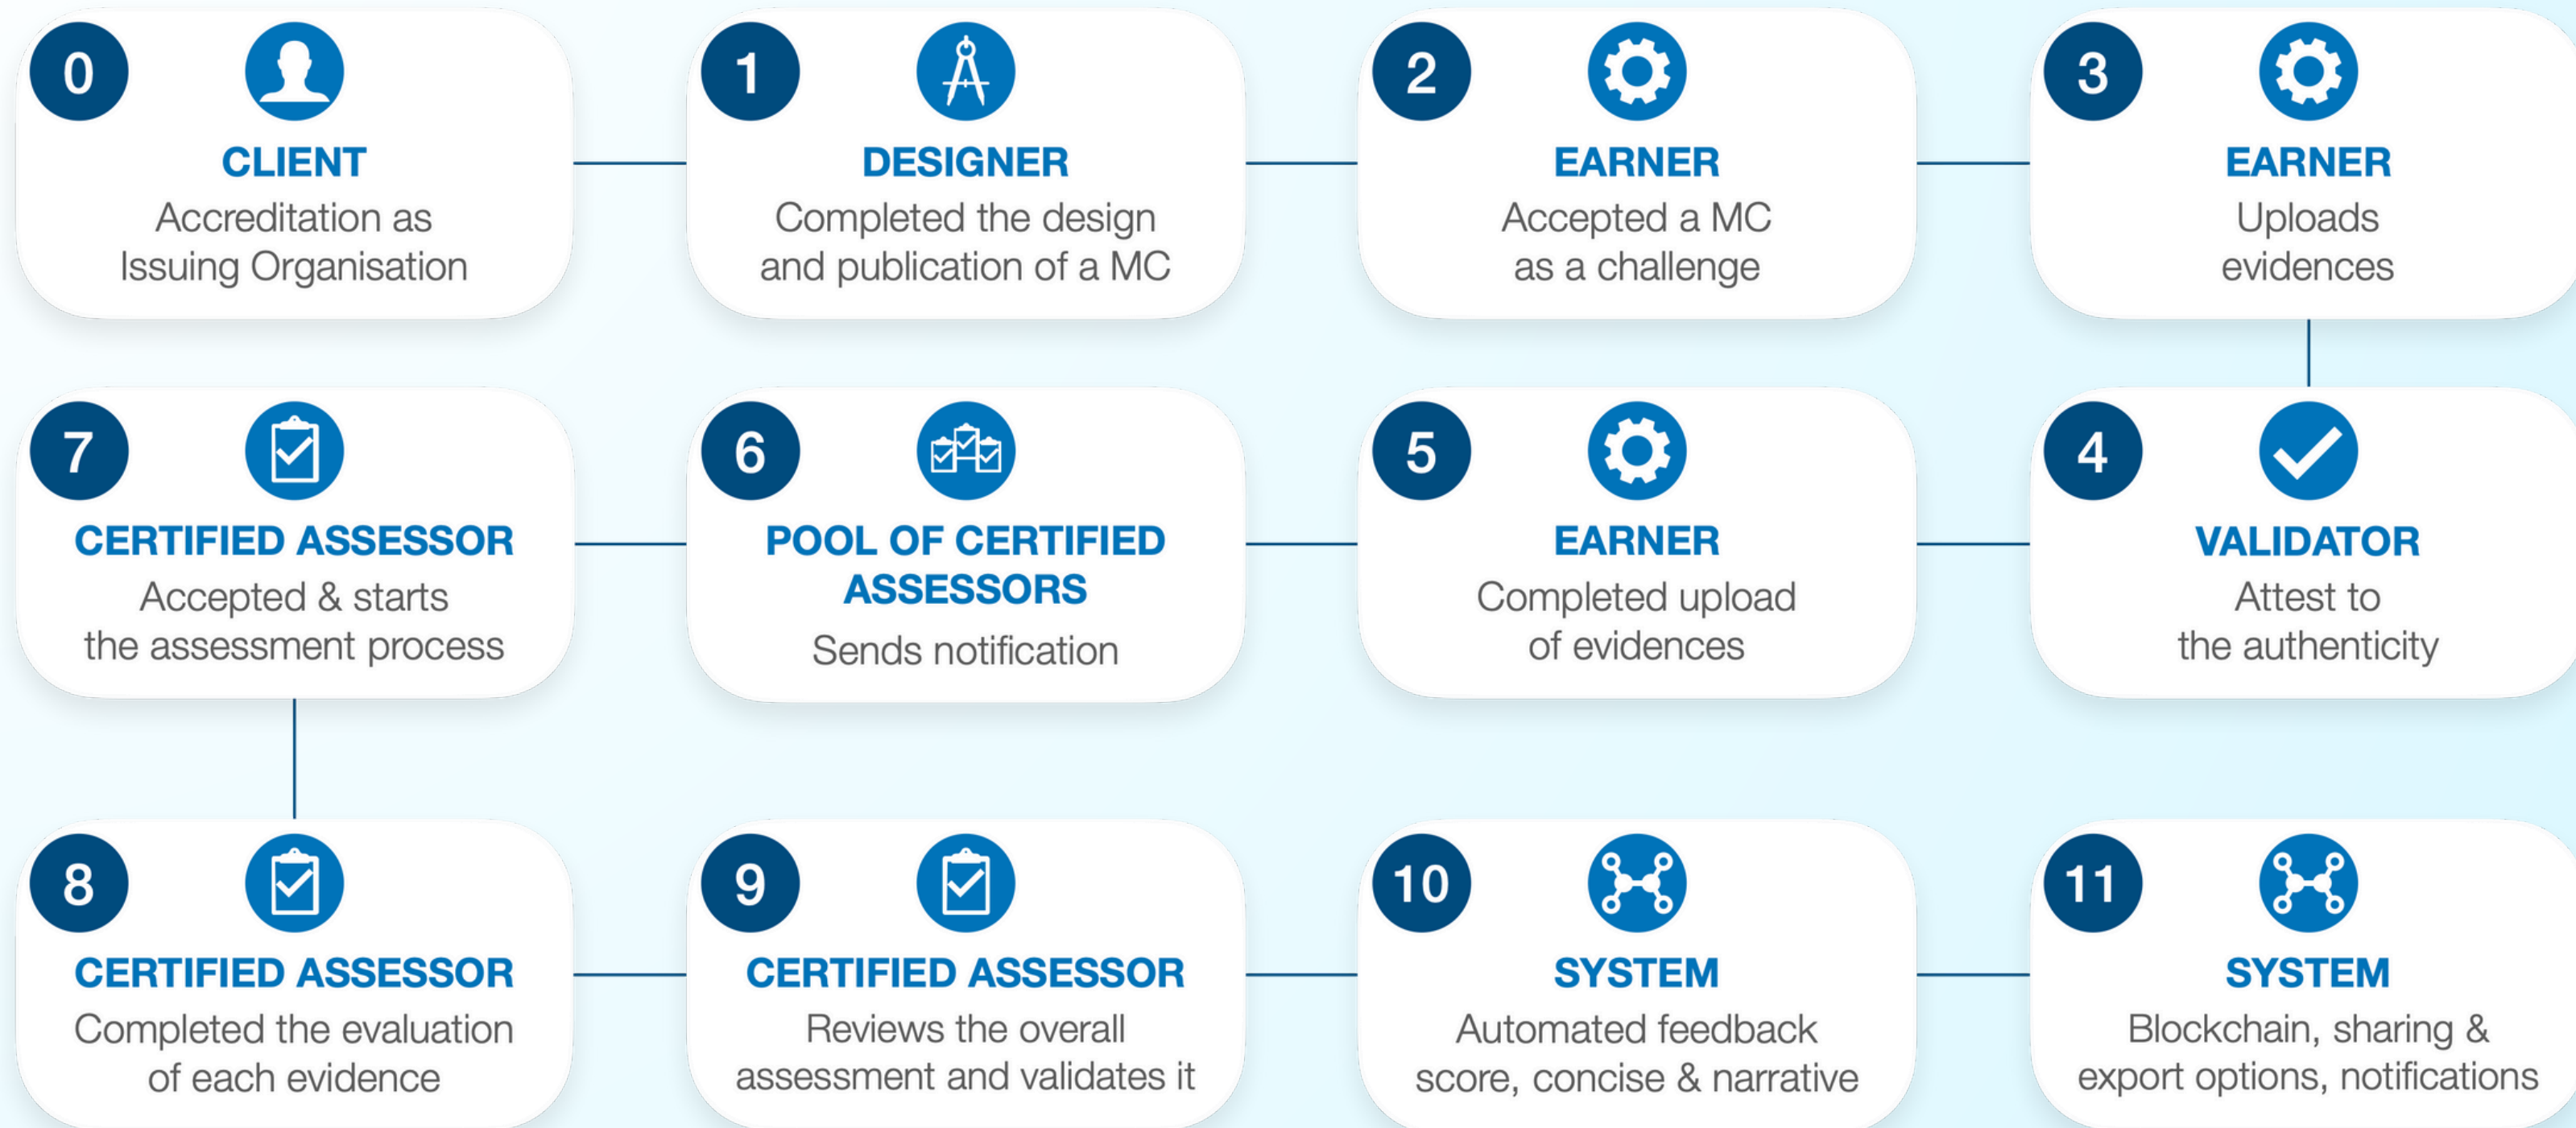 0
CLIENT
Accreditation as
Issuing Organisation
1
DESIGNER
Completed the design
and publication of a MC
2
EARNER
Accepted a MC
as a challenge
3
EARNER
Uploads
evidences
4
VALIDATOR
Attest to
the authenticity
5
EARNER
Completed upload
of evidences
6
POOL OF CERTIFIED
ASSESSORS
Sends notification
7
CERTIFIED ASSESSOR
Accepted & starts
the assessment process
8
CERTIFIED ASSESSOR
Completed the evaluation
of each evidence
9
CERTIFIED ASSESSOR
Reviews the overall
assessment and validates it
10
SYSTEM
Automated feedback
score, concise & narrative
11
SYSTEM
Blockchain, sharing &
export options, notifications